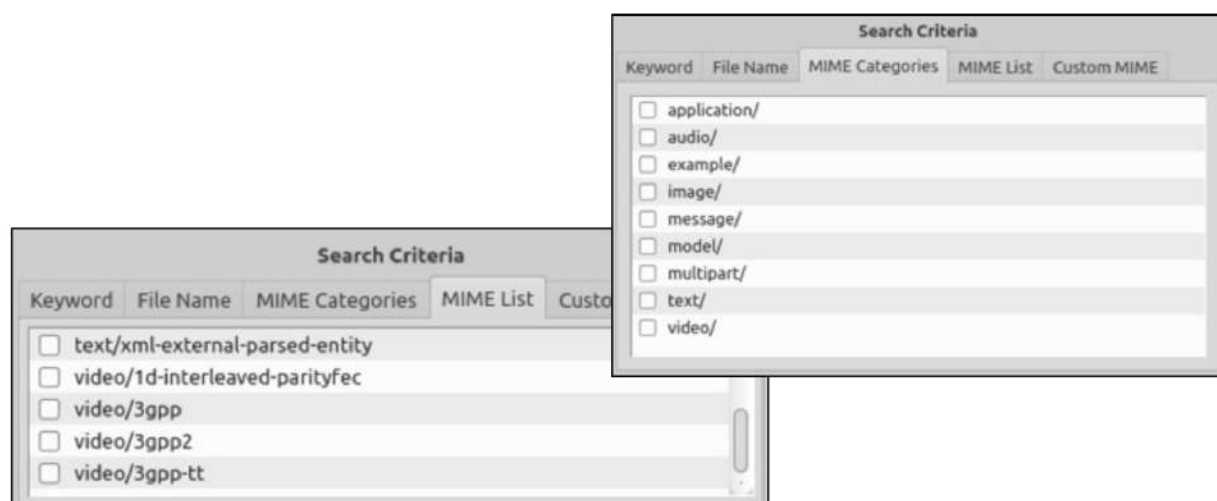 Search Criteria
Keyword File Name MIME Categories MIME List Custom MIME
application/
audio/
example/
image/
message/
model/
multipart/
text/
video/
Search Criteria
Keyword File Name MIME Categories MIME List Custo
text/xml-external-parsed-entity
video/1d-interleaved-parityfec
video/3gpp
video/3gpp2
video/3gpp-tt